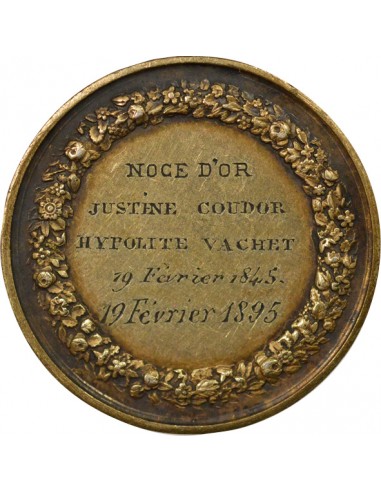 NOCE D'OR
JUSTINE COUDOR
HYPOLITE VACHET
19 Février 1845.
19 Février 1895